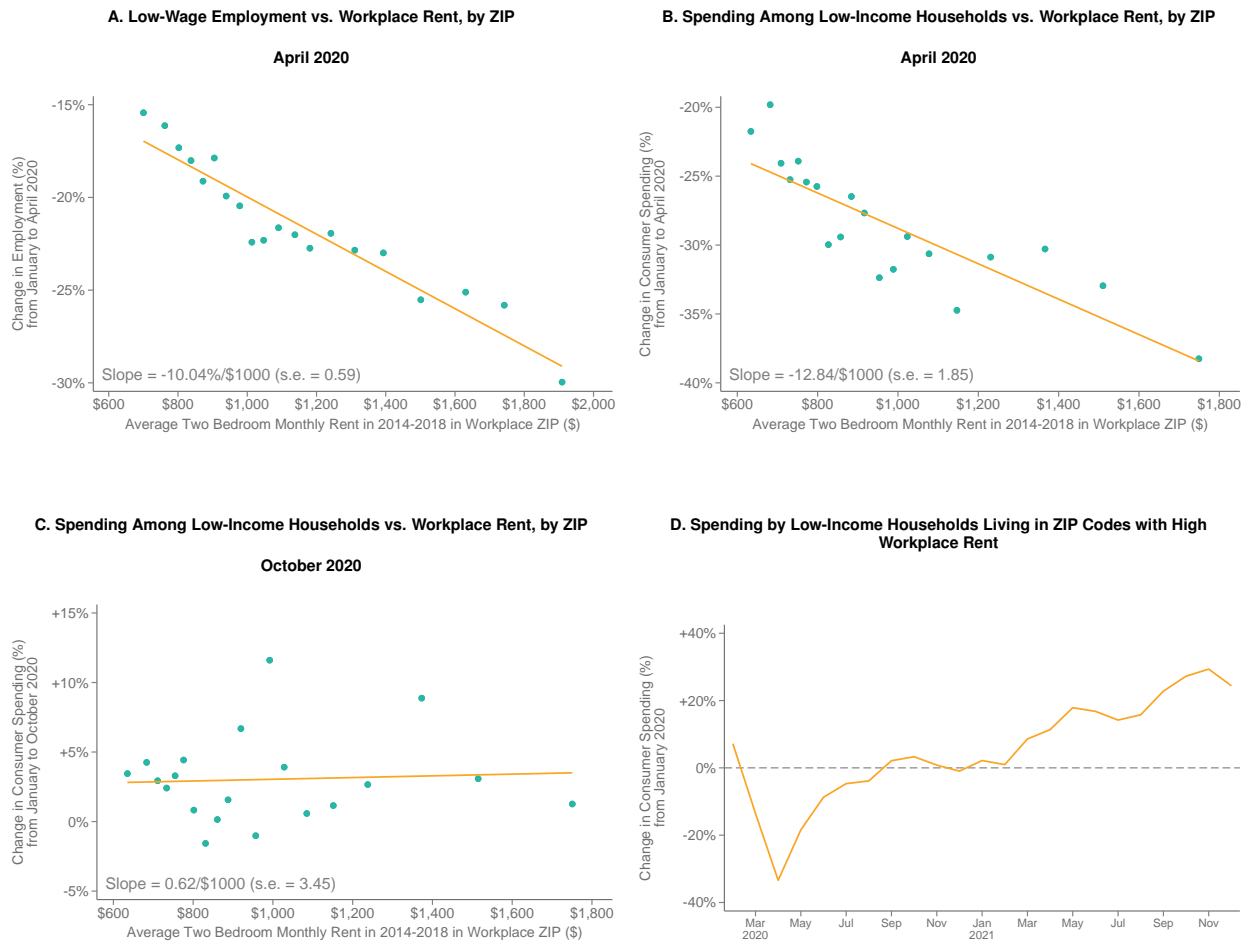 A. Low-Wage Employment vs. Workplace Rent, by ZIP
April 2020
Change in Employment (%)
from January to April 2020
-15%
-20%
-25%
-30%
Slope = -10.04%/$1000 (s.e. = 0.59)
$600 $800 $1,000 $1,200 $1,400 $1,600 $1,800 $2,000
Average Two Bedroom Monthly Rent in 2014-2018 in Workplace ZIP ($)
B. Spending Among Low-Income Households vs. Workplace Rent, by ZIP
April 2020
Change in Consumer Spending (%)
from January to April 2020
-20%
-25%
-30%
-35%
-40%
Slope = -12.84/$1000 (s.e. = 1.85)
$600 $800 $1,000 $1,200 $1,400 $1,600 $1,800
Average Two Bedroom Monthly Rent in 2014-2018 in Workplace ZIP ($)
C. Spending Among Low-Income Households vs. Workplace Rent, by ZIP
October 2020
Change in Consumer Spending (%)
from January to October 2020
+15%
+10%
+5%
0%
-5%
Slope = 0.62/$1000 (s.e. = 3.45)
$600 $800 $1,000 $1,200 $1,400 $1,600 $1,800
Average Two Bedroom Monthly Rent in 2014-2018 in Workplace ZIP ($)
D. Spending by Low-Income Households Living in ZIP Codes with High
Workplace Rent
Change in Consumer Spending (%)
from January 2020
+40%
+20%
0%
-20%
-40%
Mar May Jul Sep Nov Jan Mar May Jul Sep Nov
2020 2021